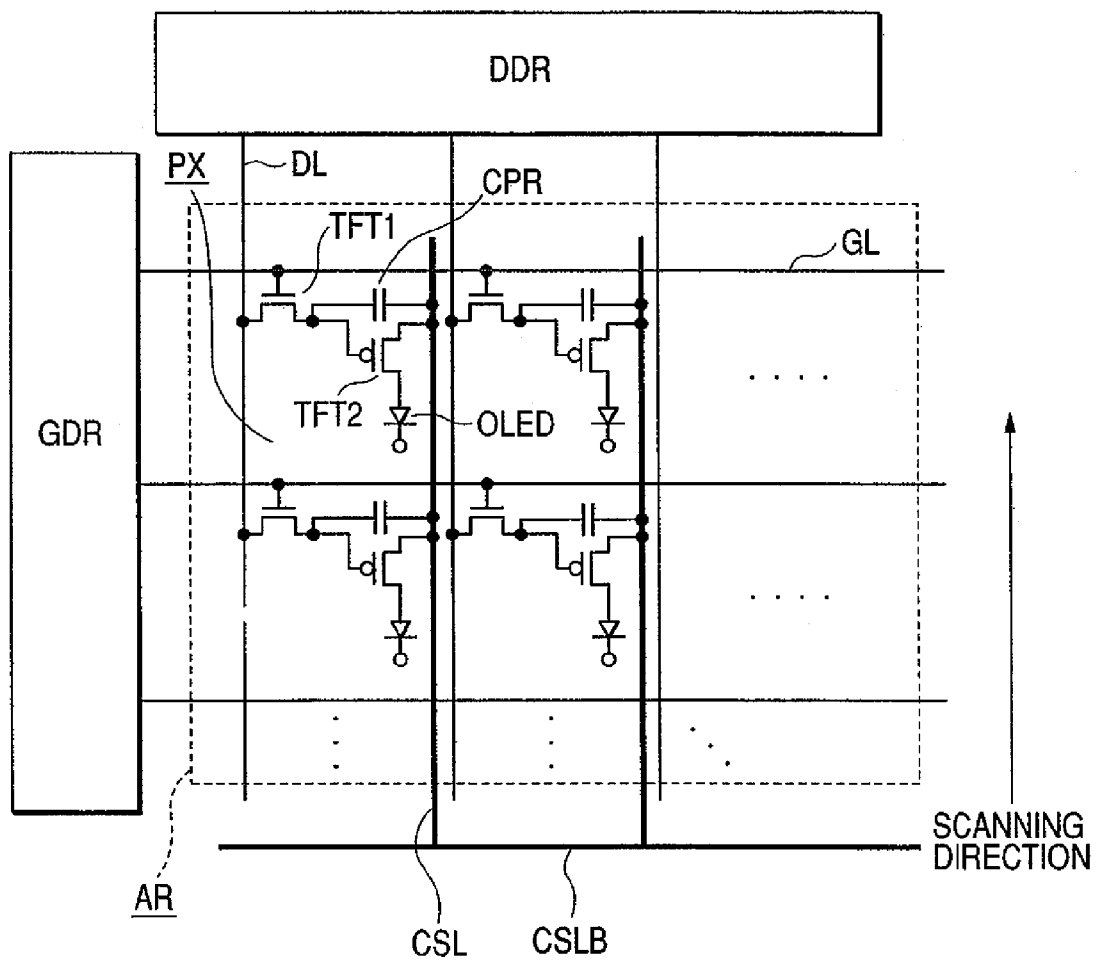 DDR
PX
DL
CPR
TFT1
GL
TFT2
OLED
GDR
SCANNING
DIRECTION
AR
CSL
CSLB